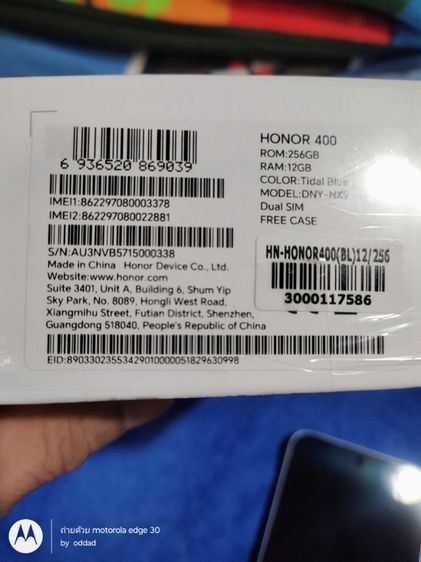 HONOR 400
ROM:256GB
RAM:12GB
COLOR:Tidal Blue
MODEL:DNY-NX9
Dual SIM
FREE CASE
6 936520 869039
IMEI1:862297080003378
IMEI2:862297080022881
S/N:AU3NVB5715000338
Made in China Honor Device Co., Ltd.
Website:www.honor.com
Suite 3401, Unit A, Building 6, Shum Yip
Sky Park, No. 8089, Hongli West Road,
Xiangmihu Street, Futian District, Shenzhen,
Guangdong 518040, People's Republic of China
EID:89033023553429010000051829630998
HN-HONOR400(BL)12/256
3000117586
ถ่ายด้วย motorola edge 30
by oddad